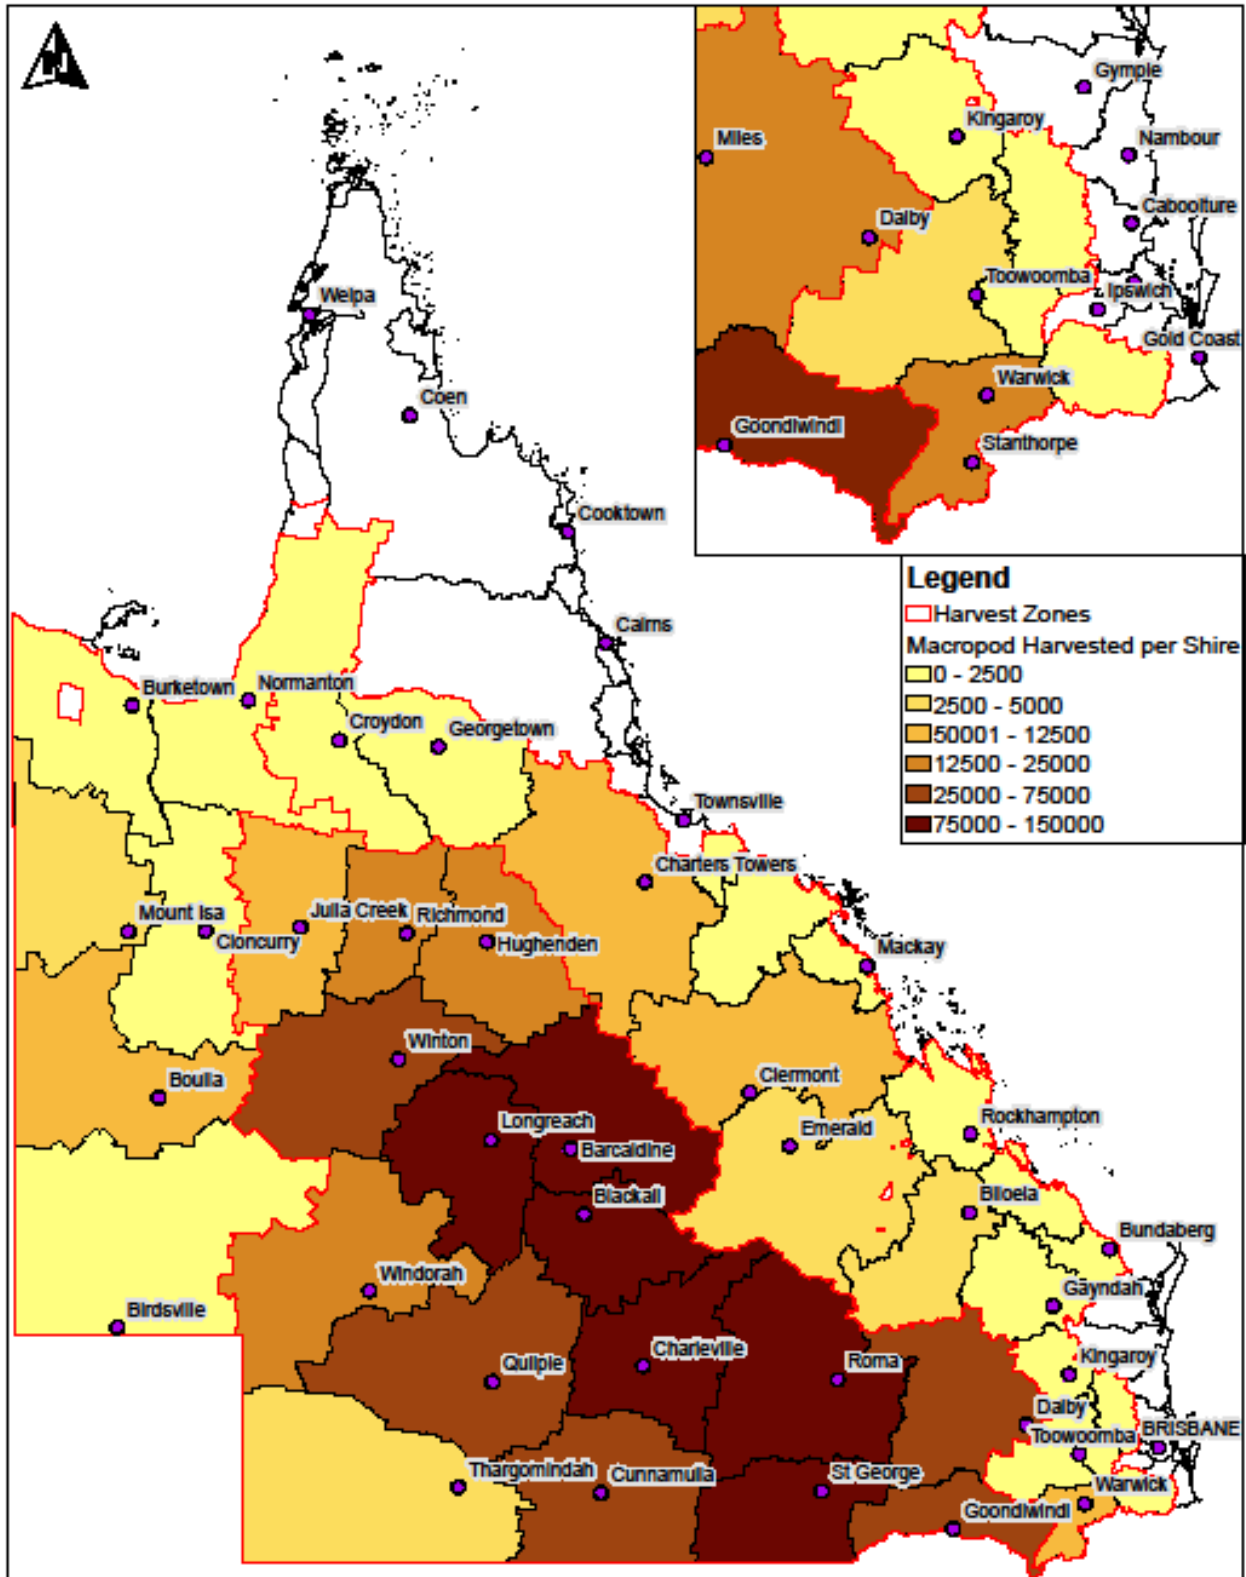 N
Gympie
Kingaroy
Miles
Nambour
Caboolture
Dalby
Toowoomba
Ipswich
Gold Coast
Warwick
Goondiwindi
Stanthorpe
Legend
Harvest Zones
Macropod Harvested per Shire
0 - 2500
2500 - 5000
50001 - 12500
12500 - 25000
25000 - 75000
75000 - 150000
Weipa
Coen
Cooktown
Cairns
Burketown
Normanton
Croydon
Georgetown
Townsville
Charters Towers
Mount Isa
Cloncurry
Julia Creek
Richmond
Hughenden
Mackay
Winton
Boulia
Clermont
Longreach
Barcaldine
Emerald
Rockhampton
Blackall
Biloela
Bundaberg
Windorah
Gayndah
Birdsville
Quilpie
Charleville
Roma
Kingaroy
Dalby
Toowoomba
BRISBANE
Thargomindah
Cunnamulla
St George
Goondiwindi
Warwick